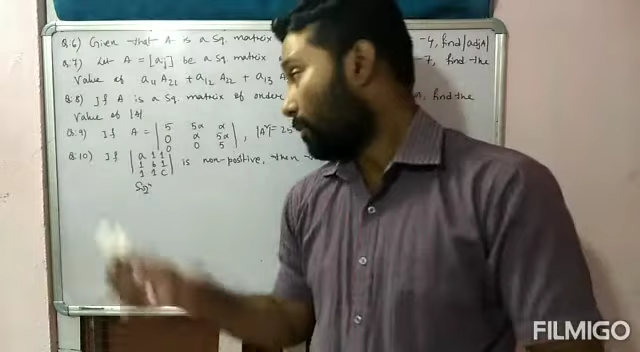 Q.6) Given that A is a Sq. matrix -4, find |adjA|
Q.7) Let A = [aij] be a Sq. matrix -7, find the
value of a11 A21 + a12 A22 + a13 A
Q.8) If A is a Sq. matrix of order A, find the
value of |A|
Q.9) If A = | 5 5α α | , |A²| = 25
0 α 5α
0 0 5
Q.10) If | a 1 1 | is non-positive, then
1 b 1
1 1 c
Sol
FILMIGO